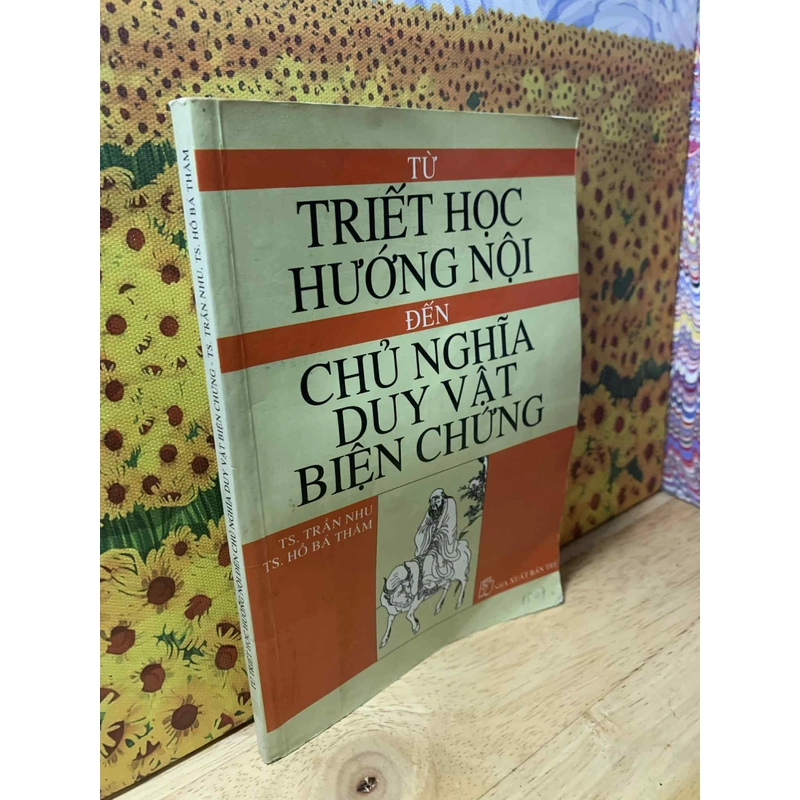 TỪ
TRIẾT HỌC
HƯỚNG NỘI
ĐẾN
CHỦ NGHĨA
DUY VẬT
BIỆN CHỨNG
TS. TRẦN NHU
TS. HỒ BÁ THÂM
NHÀ XUẤT BẢN TRẺ
TỪ TRIẾT HỌC HƯỚNG NỘI ĐẾN CHỦ NGHĨA DUY VẬT BIỆN CHỨNG - TS. TRẦN NHU, TS. HỒ BÁ THÂM